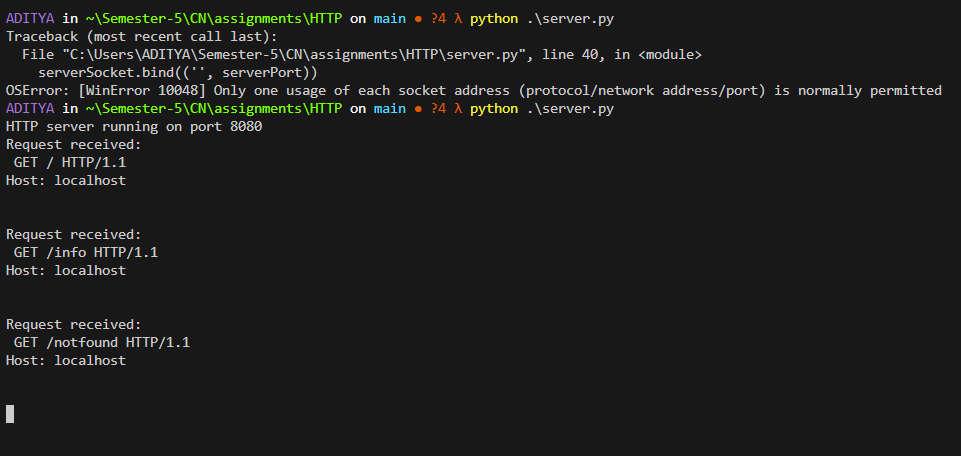 ADITYA in ~\Semester-5\CN\assignments\HTTP on main ● ?4 λ python .\server.py
Traceback (most recent call last):
  File "C:\Users\ADITYA\Semester-5\CN\assignments\HTTP\server.py", line 40, in <module>
    serverSocket.bind(('', serverPort))
OSError: [WinError 10048] Only one usage of each socket address (protocol/network address/port) is normally permitted
ADITYA in ~\Semester-5\CN\assignments\HTTP on main ● ?4 λ python .\server.py
HTTP server running on port 8080
Request received:
 GET / HTTP/1.1
Host: localhost
Request received:
 GET /info HTTP/1.1
Host: localhost
Request received:
 GET /notfound HTTP/1.1
Host: localhost